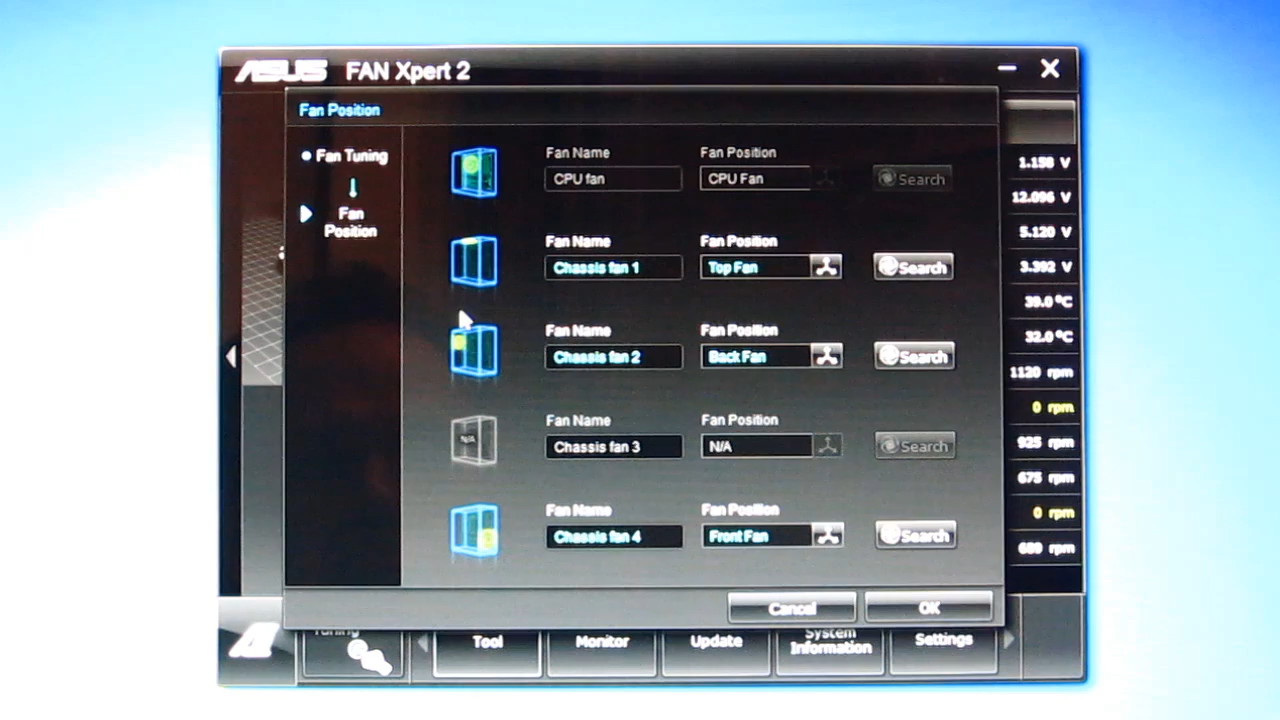 ASUS FAN Xpert 2
Fan Position
Fan Tuning
Fan
Position
Fan Name
Fan Position
CPU fan
CPU Fan
Search
Fan Name
Fan Position
Chassis fan 1
Top Fan
Search
Fan Name
Fan Position
Chassis fan 2
Back Fan
Search
Fan Name
Fan Position
N/A
Chassis fan 3
N/A
Search
Fan Name
Fan Position
Chassis fan 4
Front Fan
Search
Cancel
OK
1.158 V
12.096 V
5.120 V
3.392 V
39.0 ºC
32.0 ºC
1120 rpm
0 rpm
925 rpm
675 rpm
0 rpm
689 rpm
Tuning
Tool
Monitor
Update
System
Information
Settings